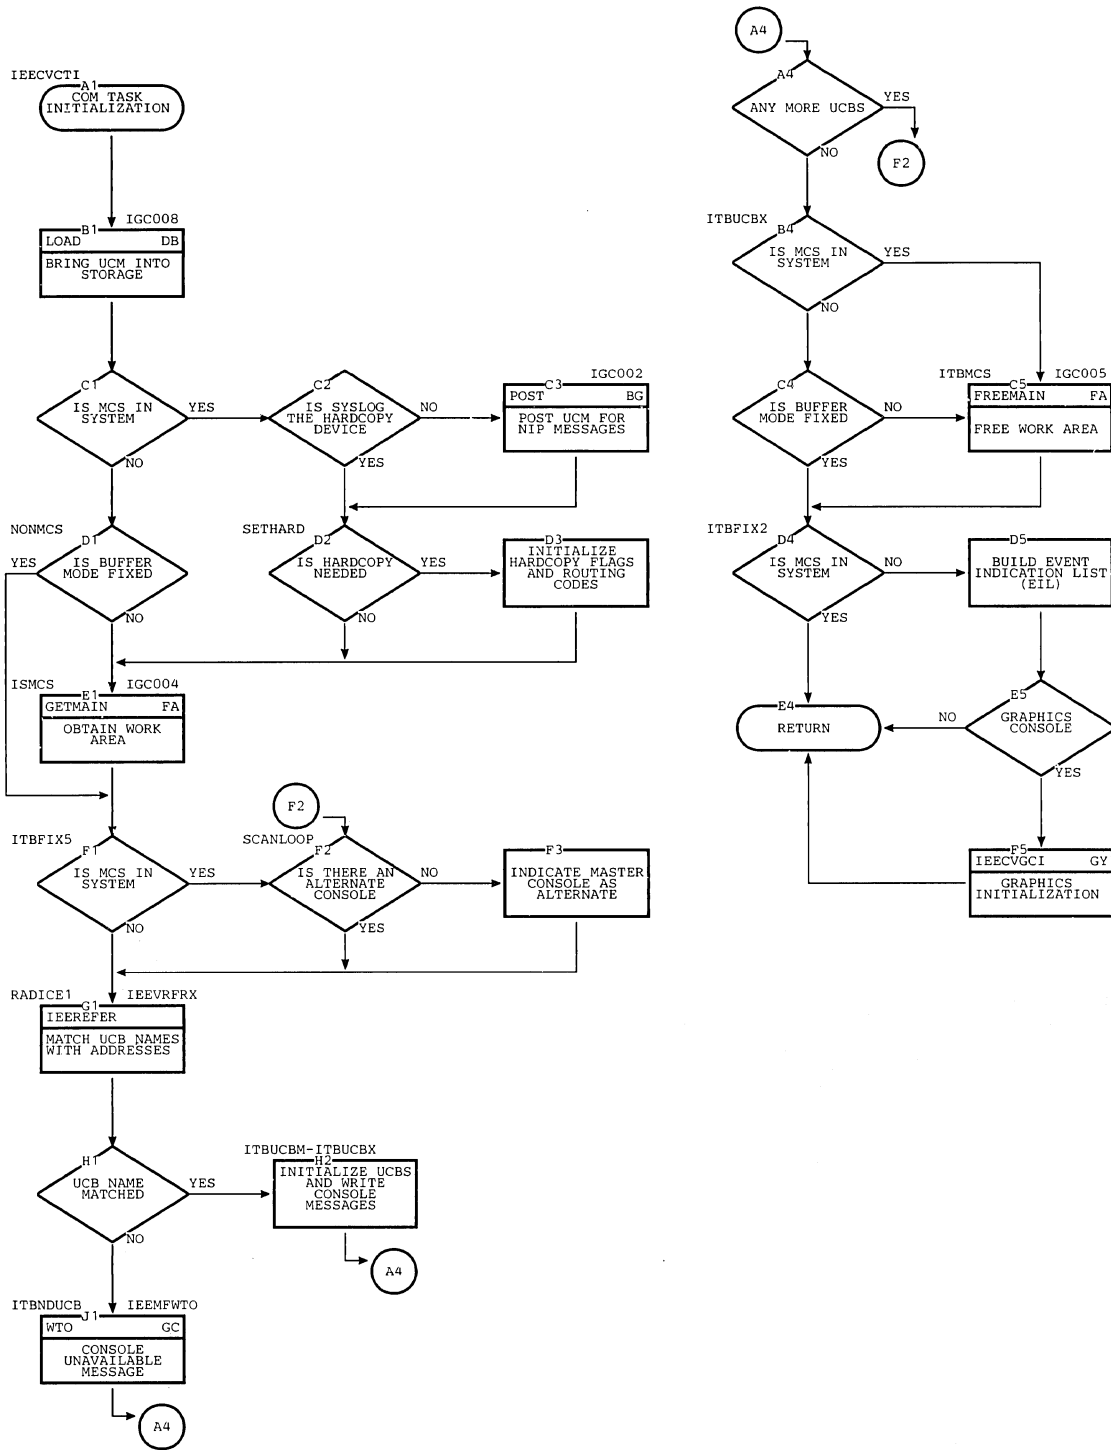 IEECVCTI
A1
COM TASK
INITIALIZATION
IGC008
B1
LOAD DB
BRING UCM INTO
STORAGE
C1
IS MCS IN
SYSTEM
YES
NO
C2
IS SYSLOG
THE HARDCOPY
DEVICE
NO
YES
IGC002
C3
POST BG
POST UCM FOR
NIP MESSAGES
NONMCS
D1
YES
IS BUFFER
MODE FIXED
NO
SETHARD
D2
IS HARDCOPY
NEEDED
YES
NO
D3
INITIALIZE
HARDCOPY FLAGS
AND ROUTING
CODES
ISMCS IGC004
E1
GETMAIN FA
OBTAIN WORK
AREA
F2
ITBFIX5
F1
IS MCS IN
SYSTEM
YES
NO
SCANLOOP
F2
IS THERE AN
ALTERNATE
CONSOLE
NO
YES
F3
INDICATE MASTER
CONSOLE AS
ALTERNATE
RADICE1 IEEVRFRX
G1
IEEREFER
MATCH UCB NAMES
WITH ADDRESSES
H1
UCB NAME
MATCHED
YES
NO
ITBUCBM-ITBUCBX
H2
INITIALIZE UCBS
AND WRITE
CONSOLE
MESSAGES
A4
ITBNDUCB IEEMFWTO
J1
WTO GC
CONSOLE
UNAVAILABLE
MESSAGE
A4
A4
A4
ANY MORE UCBS
YES
NO
F2
ITBUCBX
B4
IS MCS IN
SYSTEM
YES
NO
C4
IS BUFFER
MODE FIXED
NO
YES
ITBMCS IGC005
C5
FREEMAIN FA
FREE WORK AREA
ITBFIX2
D4
IS MCS IN
SYSTEM
NO
YES
D5
BUILD EVENT
INDICATION LIST
(EIL)
E4
RETURN
E5
NO
GRAPHICS
CONSOLE
YES
F5
IEECVGCI GY
GRAPHICS
INITIALIZATION